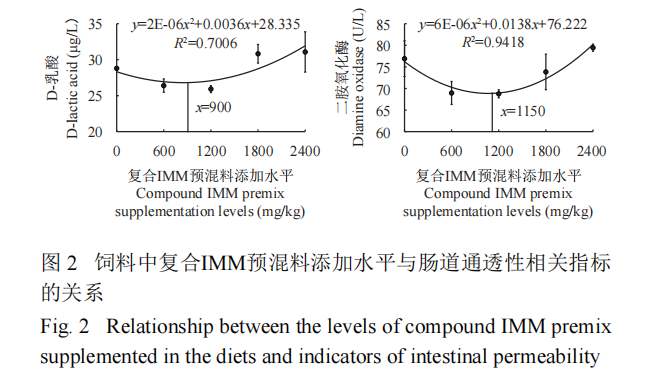 y=2E-06x²+0.0036x+28.335
R²=0.7006
D-乳酸
D-lactic acid (μg/L)
35
30
25
20
x=900
0 600 1200 1800 2400
复合IMM预混料添加水平
Compound IMM premix
supplementation levels (mg/kg)
y=6E-06x²+0.0138x+76.222
R²=0.9418
二胺氧化酶
Diamine oxidase (U/L)
85
80
75
70
65
60
x=1150
0 600 1200 1800 2400
复合IMM预混料添加水平
Compound IMM premix
supplementation levels (mg/kg)
图 2 饲料中复合IMM预混料添加水平与肠道通透性相关指标
的关系
Fig. 2 Relationship between the levels of compound IMM premix
supplemented in the diets and indicators of intestinal permeability